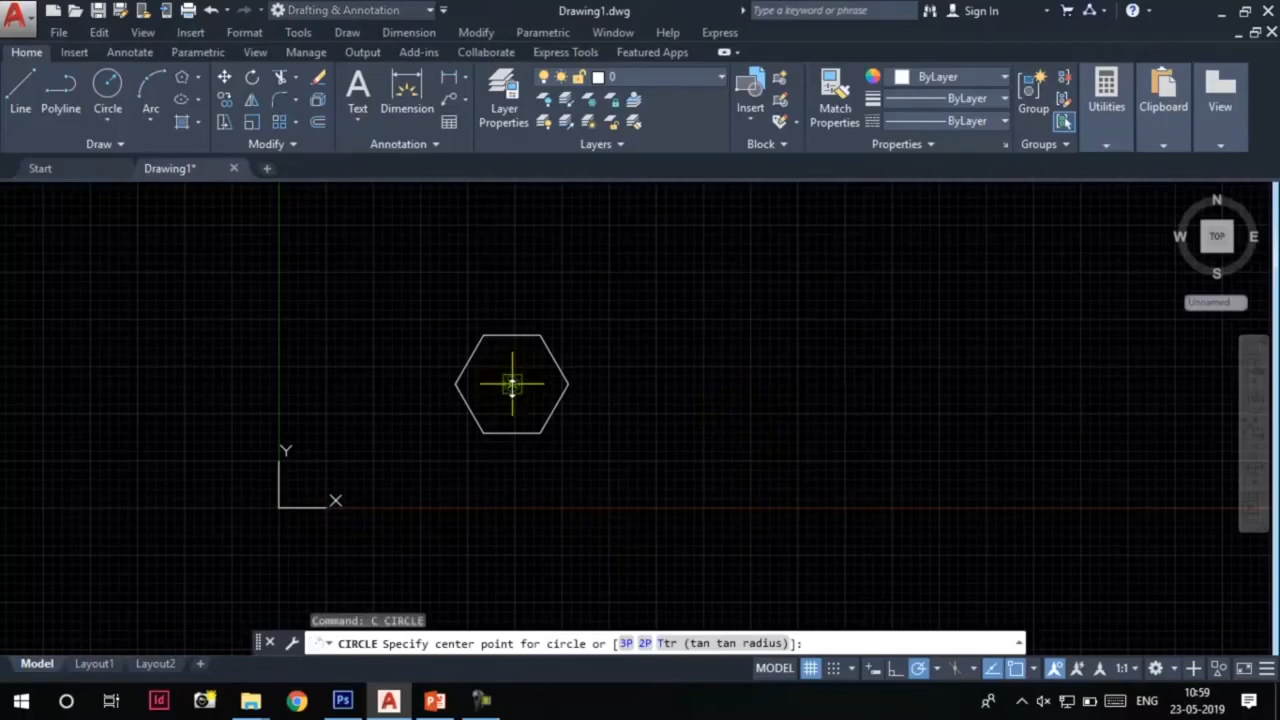 Drafting & Annotation
Drawing1.dwg
Type a keyword or phrase
Sign In
File Edit View Insert Format Tools Draw Dimension Modify Parametric Window Help Express
Home Insert Annotate Parametric View Manage Output Add-ins Collaborate Express Tools Featured Apps
0
ByLayer
ByLayer
ByLayer
Line Polyline Circle Arc
Text Dimension
Layer Properties
Insert
Match Properties
Group
Utilities
Clipboard
View
Draw Modify Annotation Layers Block Properties Groups
Start Drawing1*
N
W TOP E
S
Unnamed
Y
X
Command: C CIRCLE
CIRCLE Specify center point for circle or [3P 2P Ttr (tan tan radius)]:
Model Layout1 Layout2
MODEL
1:1
Id
Ps
A
P
ENG
10:59
23-05-2019